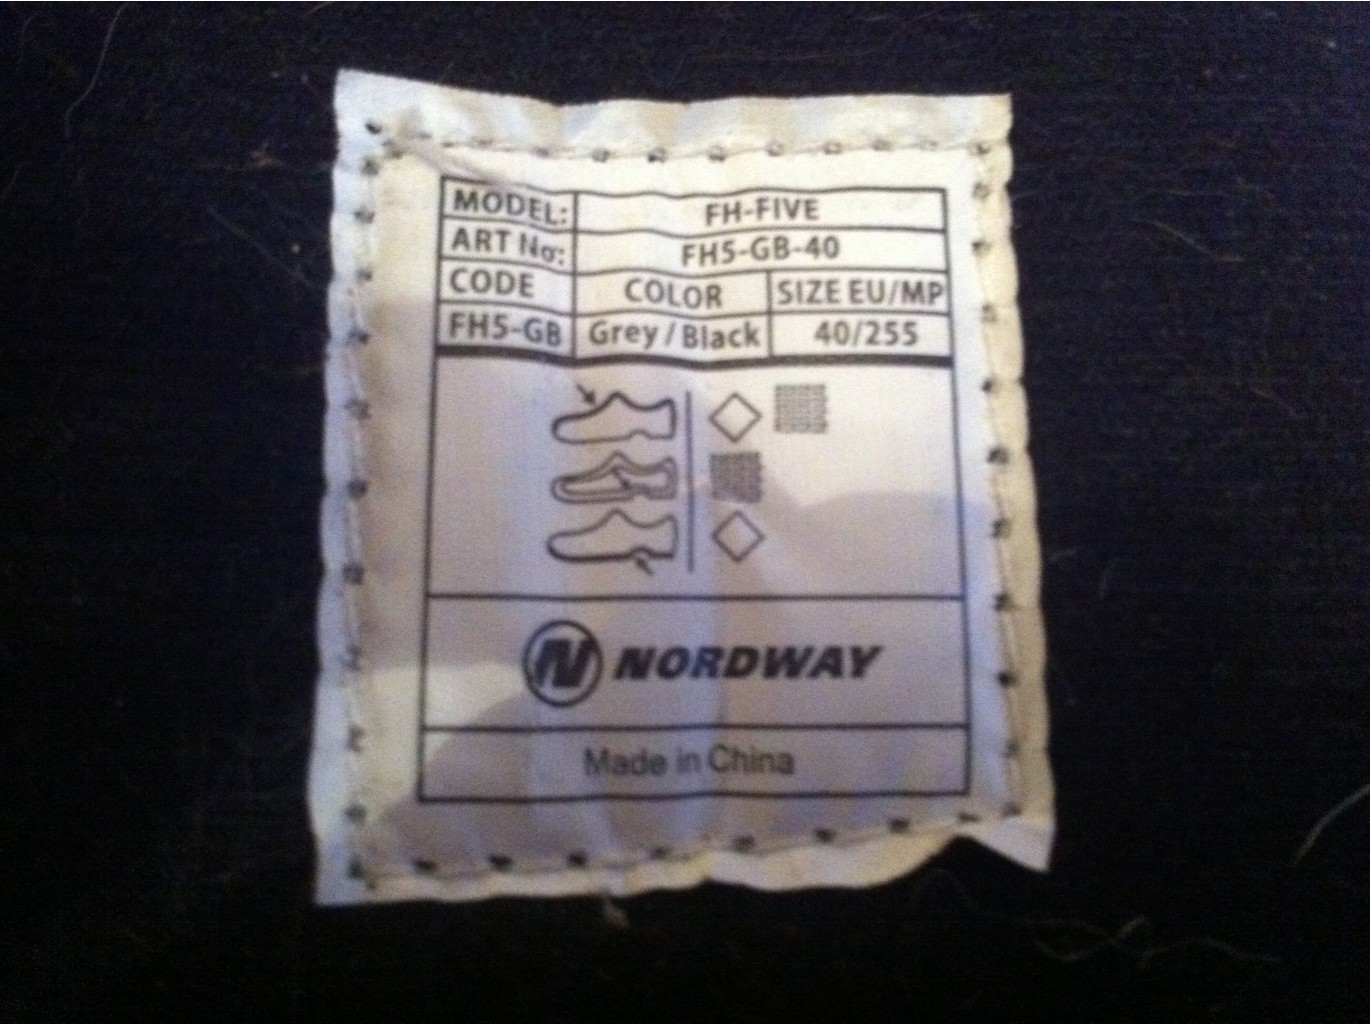 MODEL: FH-FIVE
ART No: FH5-GB-40
CODE COLOR SIZE EU/MP
FH5-GB Grey/Black 40/255
N NORDWAY
Made in China